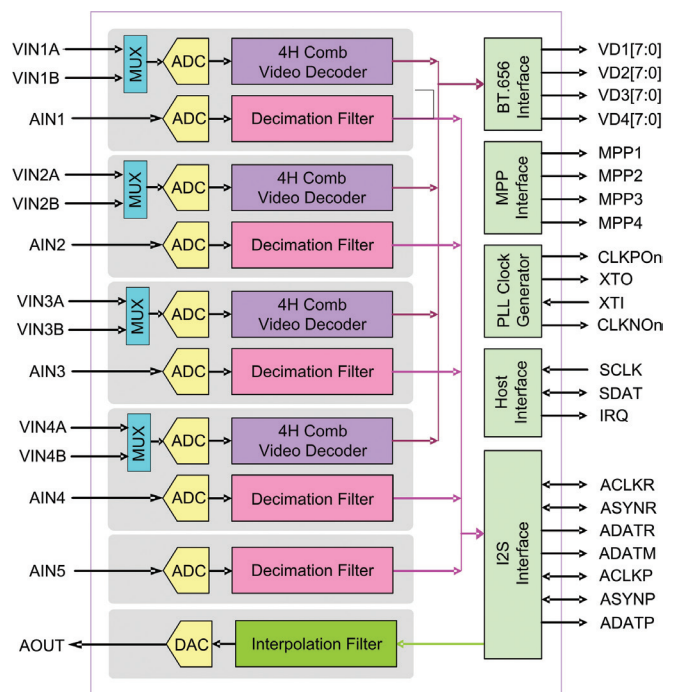 VIN1A
VIN1B
MUX
ADC
4H Comb
Video Decoder
AIN1
ADC
Decimation Filter
VIN2A
VIN2B
MUX
ADC
4H Comb
Video Decoder
AIN2
ADC
Decimation Filter
VIN3A
VIN3B
MUX
ADC
4H Comb
Video Decoder
AIN3
ADC
Decimation Filter
VIN4A
VIN4B
MUX
ADC
4H Comb
Video Decoder
AIN4
ADC
Decimation Filter
AIN5
ADC
Decimation Filter
AOUT
DAC
Interpolation Filter
BT.656
Interface
VD1[7:0]
VD2[7:0]
VD3[7:0]
VD4[7:0]
MPP
Interface
MPP1
MPP2
MPP3
MPP4
PLL Clock
Generator
CLKPOn
XTO
XTI
CLKNOn
Host
Interface
SCLK
SDAT
IRQ
I2S
Interface
ACLKR
ASYNR
ADATR
ADATM
ACLKP
ASYNP
ADATP